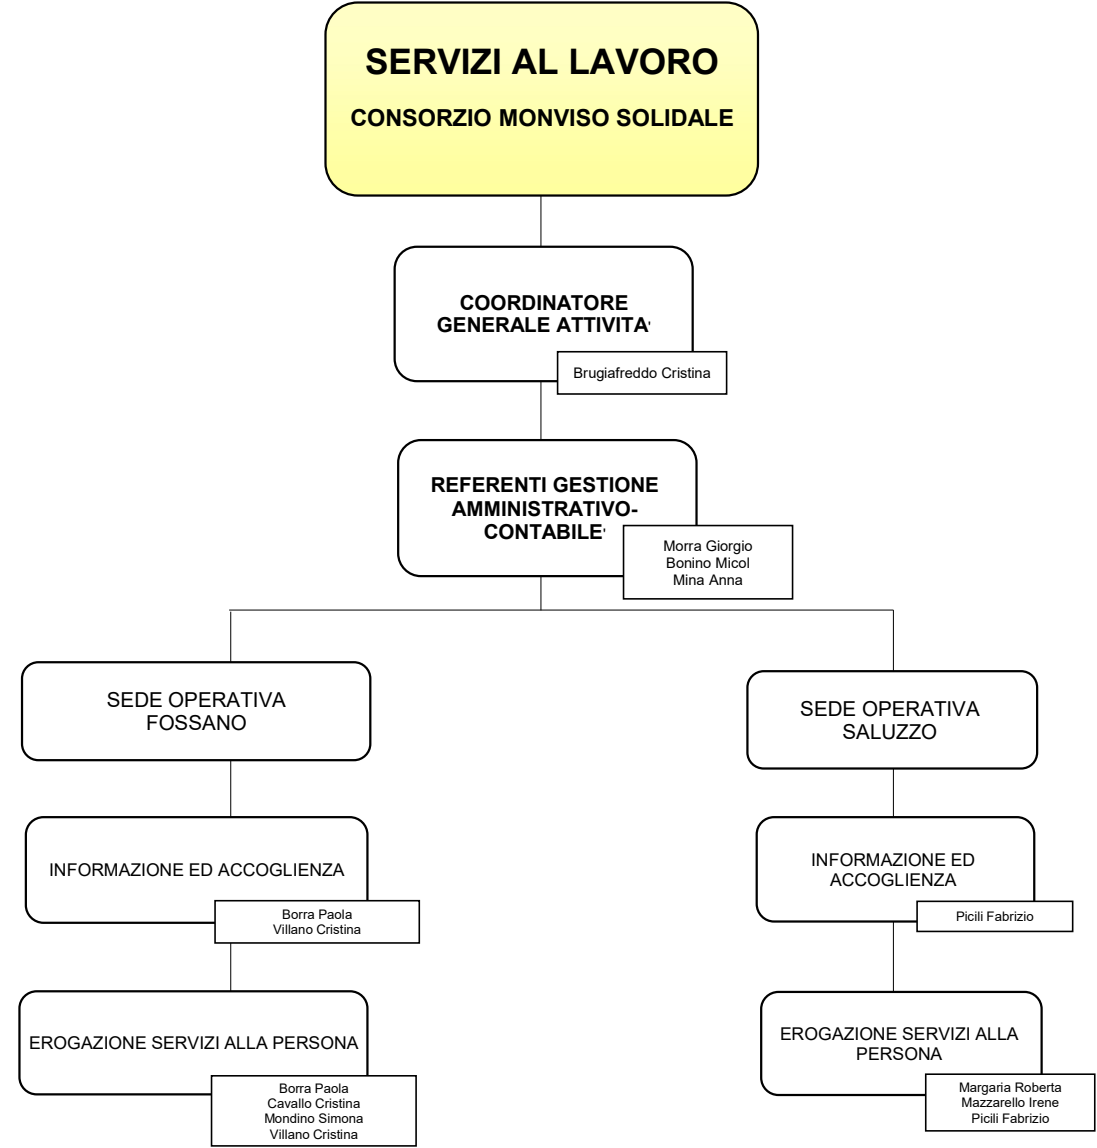 SERVIZI AL LAVORO
CONSORZIO MONVISO SOLIDALE
COORDINATORE
GENERALE ATTIVITA'
Brugiafreddo Cristina
REFERENTI GESTIONE
AMMINISTRATIVO-
CONTABILE'
Morra Giorgio
Bonino Micol
Mina Anna
SEDE OPERATIVA
FOSSANO
INFORMAZIONE ED ACCOGLIENZA
Borra Paola
Villano Cristina
EROGAZIONE SERVIZI ALLA PERSONA
Borra Paola
Cavallo Cristina
Mondino Simona
Villano Cristina
SEDE OPERATIVA
SALUZZO
INFORMAZIONE ED
ACCOGLIENZA
Picili Fabrizio
EROGAZIONE SERVIZI ALLA
PERSONA
Margaria Roberta
Mazzarello Irene
Picili Fabrizio